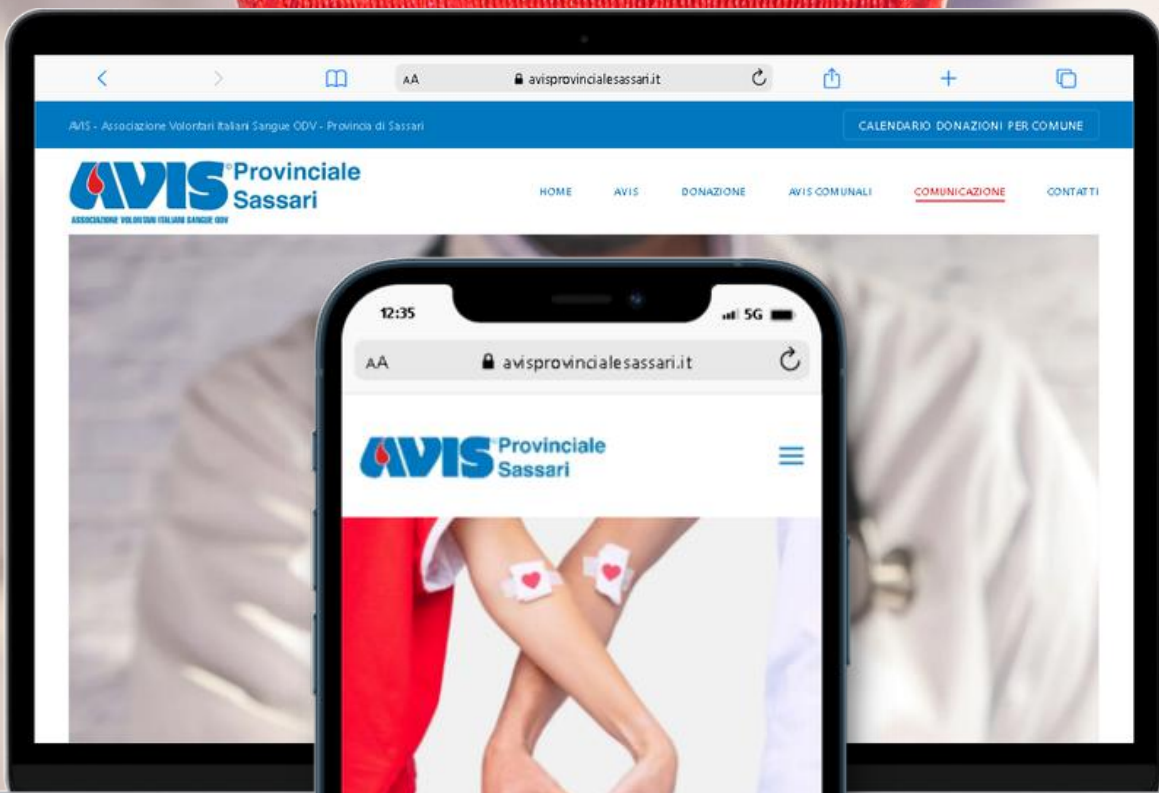 AA avisprovincialesassari.it
AVIS - Associazione Volontari Italiani Sangue ODV - Provincia di Sassari
CALENDARIO DONAZIONI PER COMUNE
AVIS Provinciale
Sassari
ASSOCIAZIONE VOLONTARI ITALIANI SANGUE ODV
HOME AVIS DONAZIONE AVIS COMUNALI COMUNICAZIONE CONTATTI
12:35 5G
AA avisprovincialesassari.it
AVIS Provinciale
Sassari